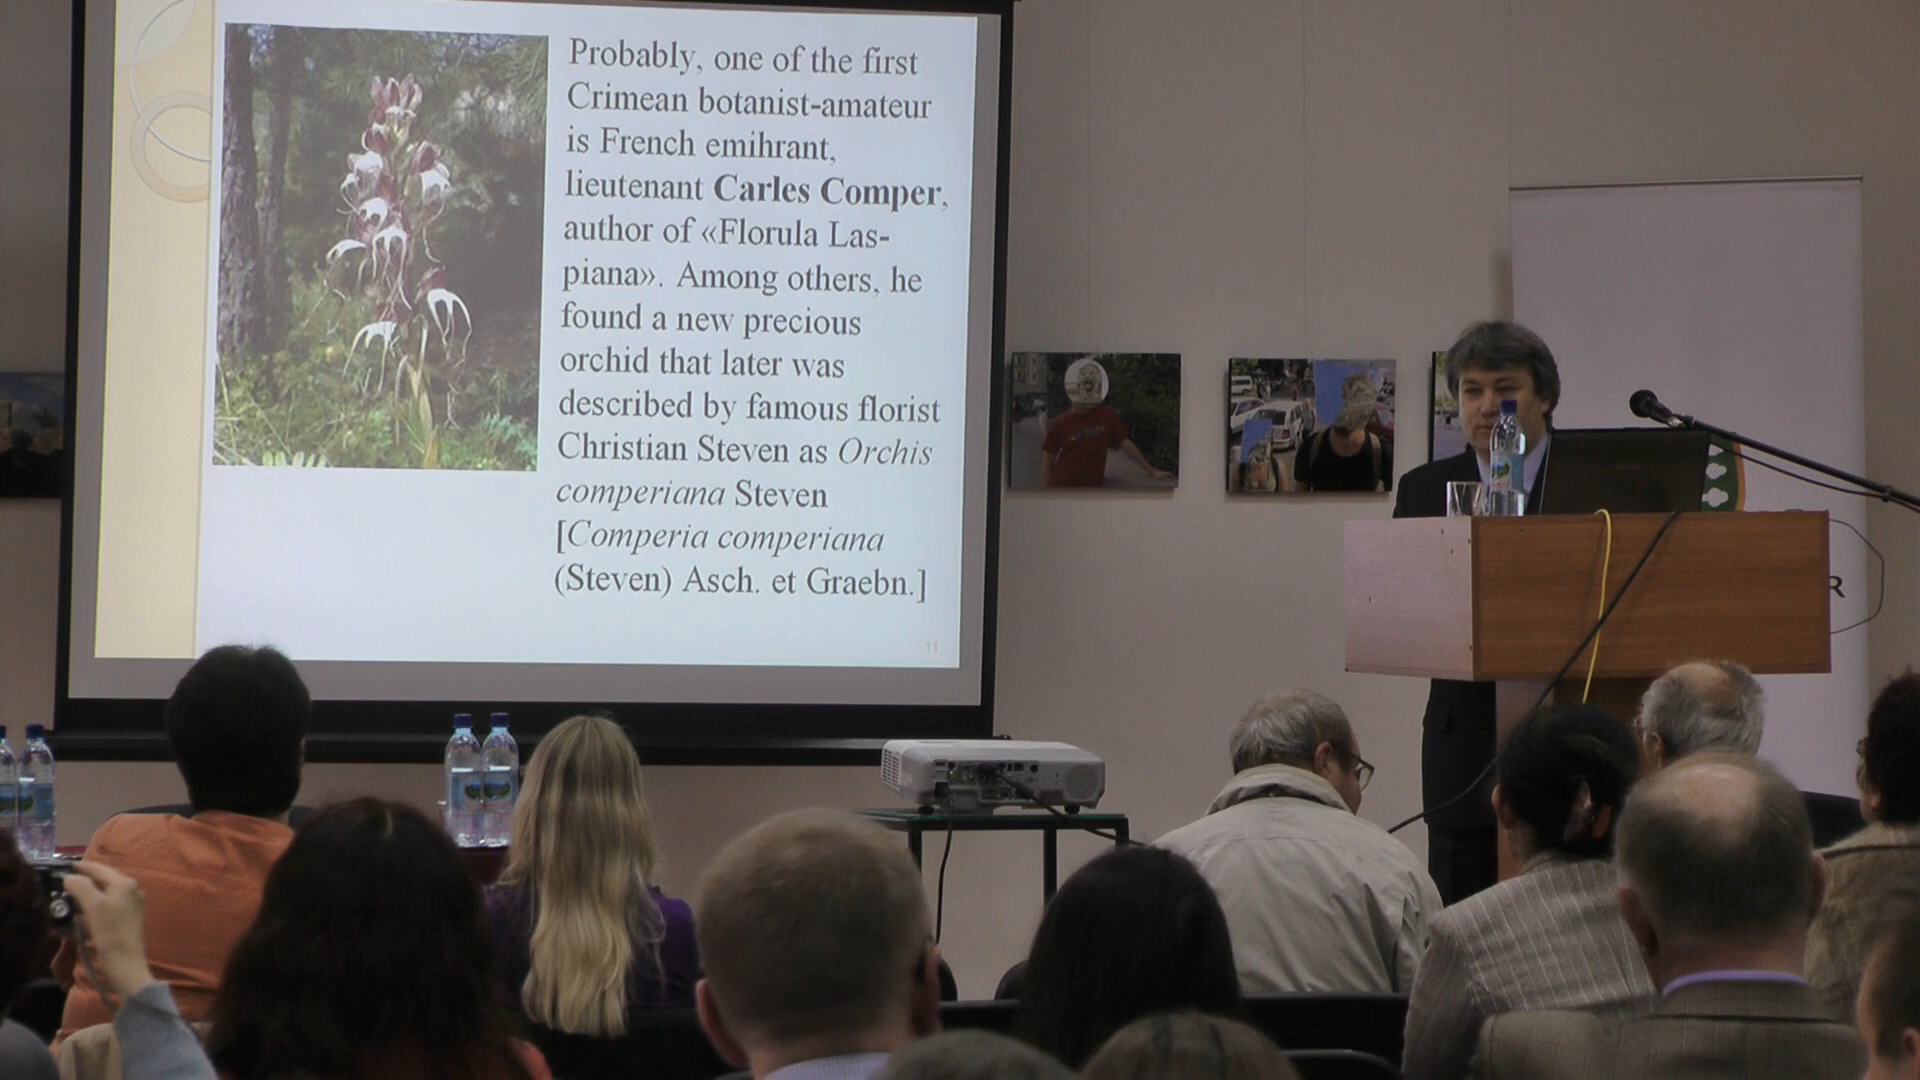 Probably, one of the first
Crimean botanist-amateur
is French emihrant,
lieutenant Carles Comper,
author of «Florula Las-
piana». Among others, he
found a new precious
orchid that later was
described by famous florist
Christian Steven as Orchis
comperiana Steven
[Comperia comperiana
(Steven) Asch. et Graebn.]
11
R